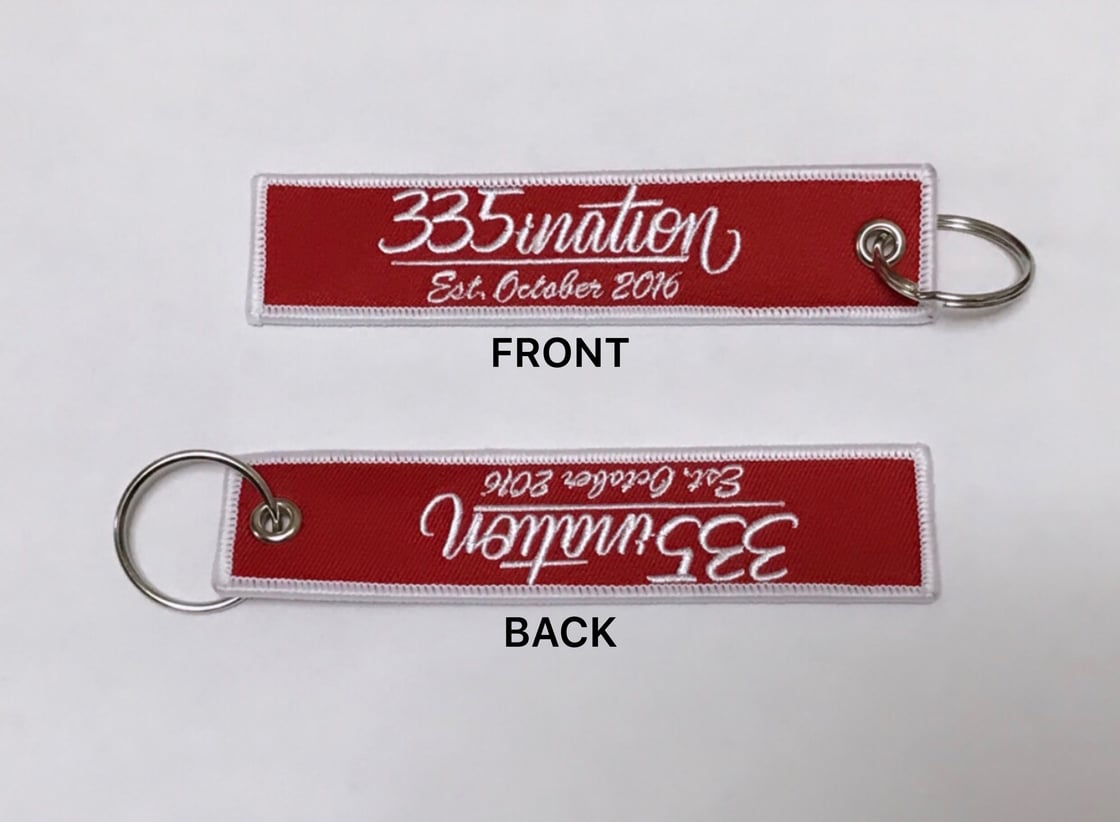 335ination
Est. October 2016
FRONT
Est. October 2016
335ination
BACK